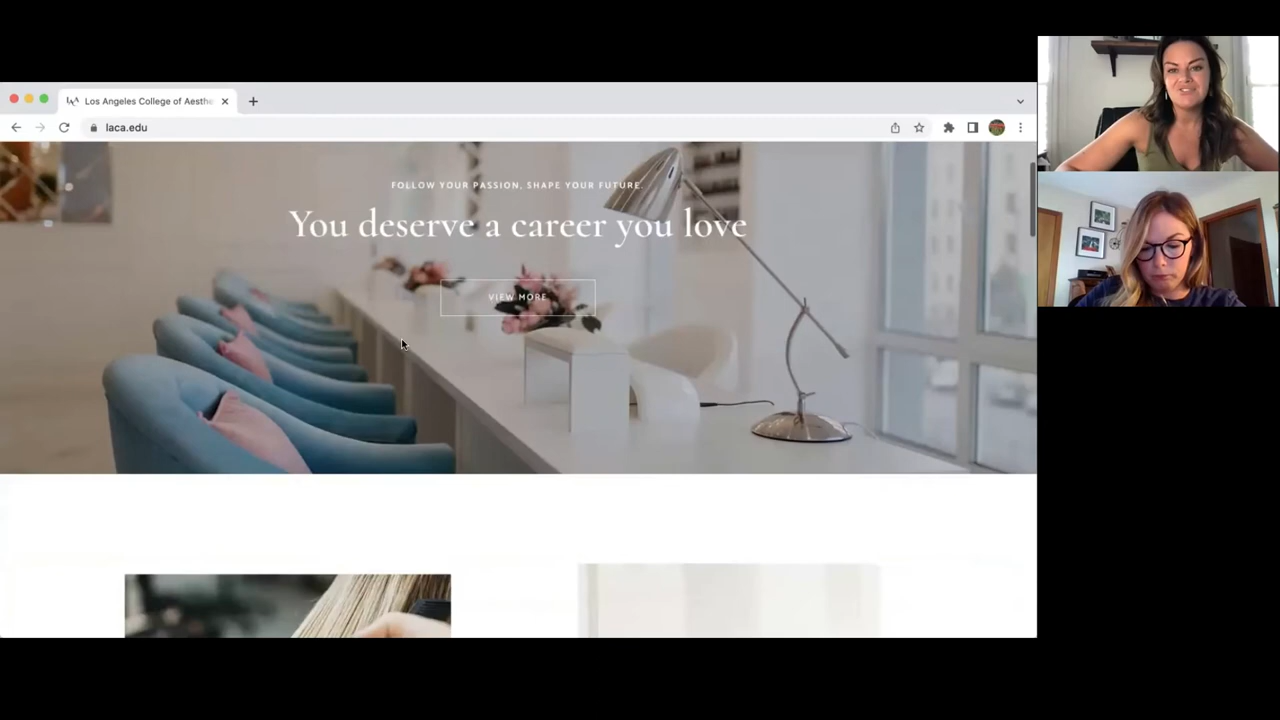 Los Angeles College of Aesthe
laca.edu
FOLLOW YOUR PASSION, SHAPE YOUR FUTURE.
You deserve a career you love
VIEW MORE